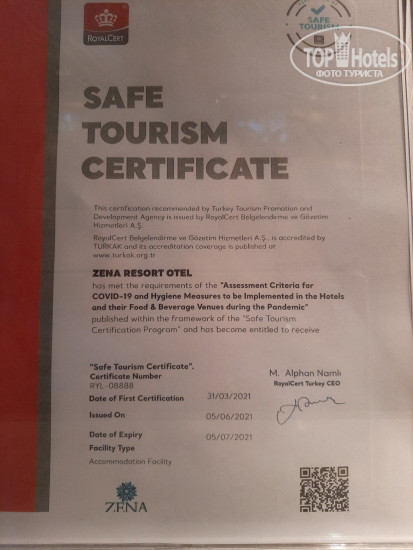 ROYALCERT
SAFE
TOURISM
TOPHotels
ФОТО ТУРИСТА
SAFE
TOURISM
CERTIFICATE
This certification recommended by Turkey Tourism Promotion and
Development Agency is issued by RoyalCert Belgelendirme ve Gözetim
Hizmetleri A.Ş.
RoyalCert Belgelendirme ve Gözetim Hizmetleri A.Ş., is accredited by
TURKAK and its accreditation coverage is published at
www.turkak.org.tr
ZENA RESORT OTEL
has met the requirements of the "Assessment Criteria for
COVID-19 and Hygiene Measures to be Implemented in the Hotels
and their Food & Beverage Venues during the Pandemic"
published within the framework of the "Safe Tourism
Certification Program" and has become entitled to receive
"Safe Tourism Certificate".
Certificate Number
RYL-08888
Date of First Certification 31/03/2021
Issued On 05/06/2021
Date of Expiry 05/07/2021
Facility Type
Accommodation Facility
M. Alphan Namlı
RoyalCert Turkey CEO
ZENA